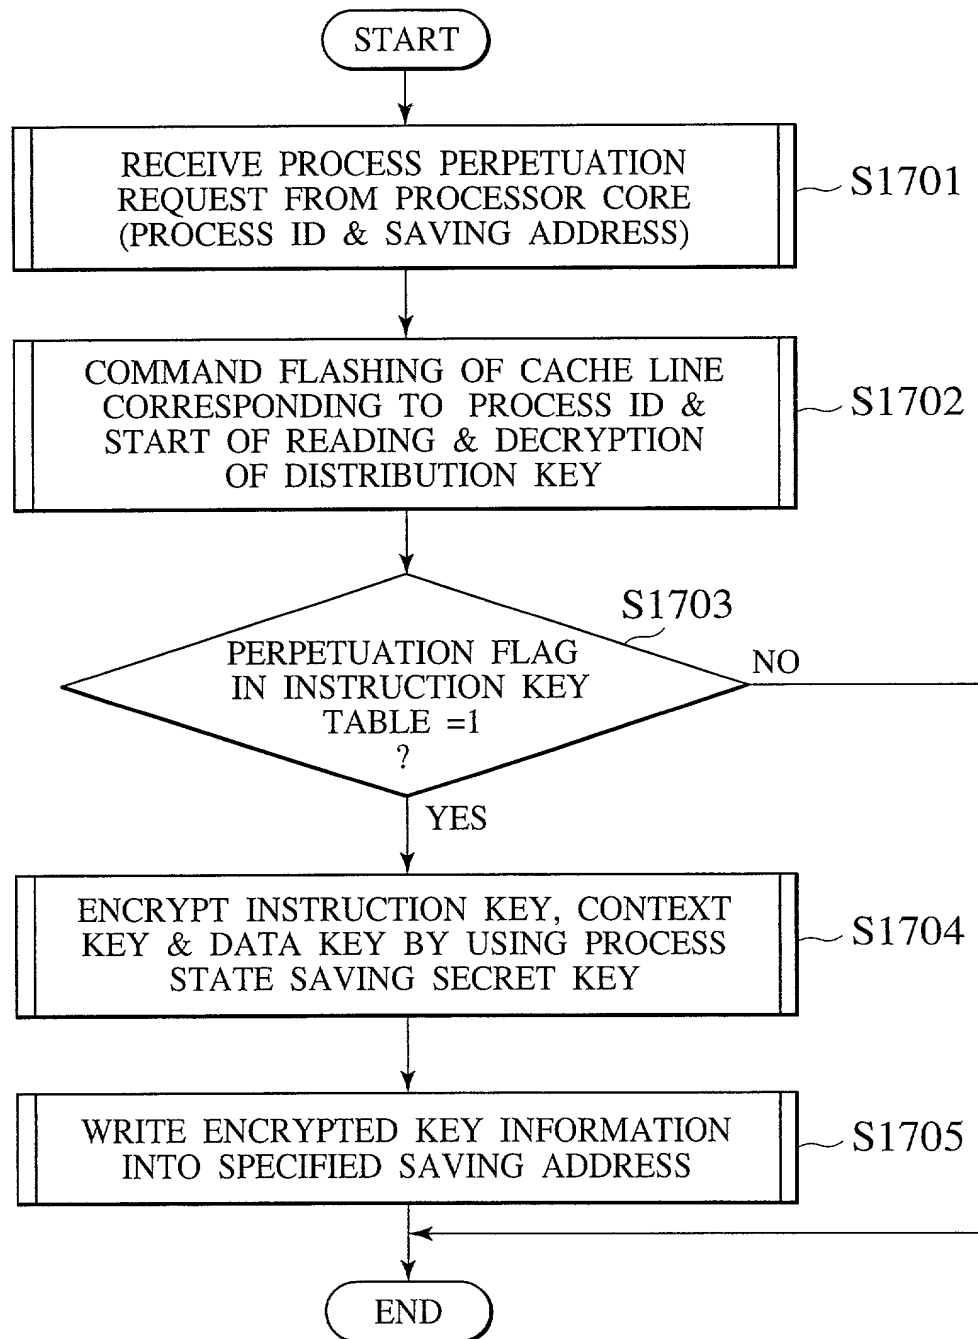 START
RECEIVE PROCESS PERPETUATION
REQUEST FROM PROCESSOR CORE
(PROCESS ID & SAVING ADDRESS)
S1701
COMMAND FLASHING OF CACHE LINE
CORRESPONDING TO PROCESS ID &
START OF READING & DECRYPTION
OF DISTRIBUTION KEY
S1702
S1703
PERPETUATION FLAG
IN INSTRUCTION KEY
TABLE =1
?
NO
YES
ENCRYPT INSTRUCTION KEY, CONTEXT
KEY & DATA KEY BY USING PROCESS
STATE SAVING SECRET KEY
S1704
WRITE ENCRYPTED KEY INFORMATION
INTO SPECIFIED SAVING ADDRESS
S1705
END